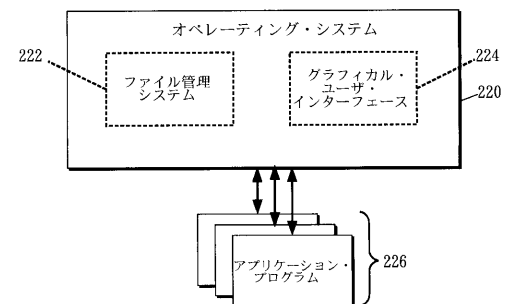 オペレーティング・システム
222
ファイル管理
システム
グラフィカル・
ユーザ・
インターフェース
224
220
アプリケーション・
プログラム
226